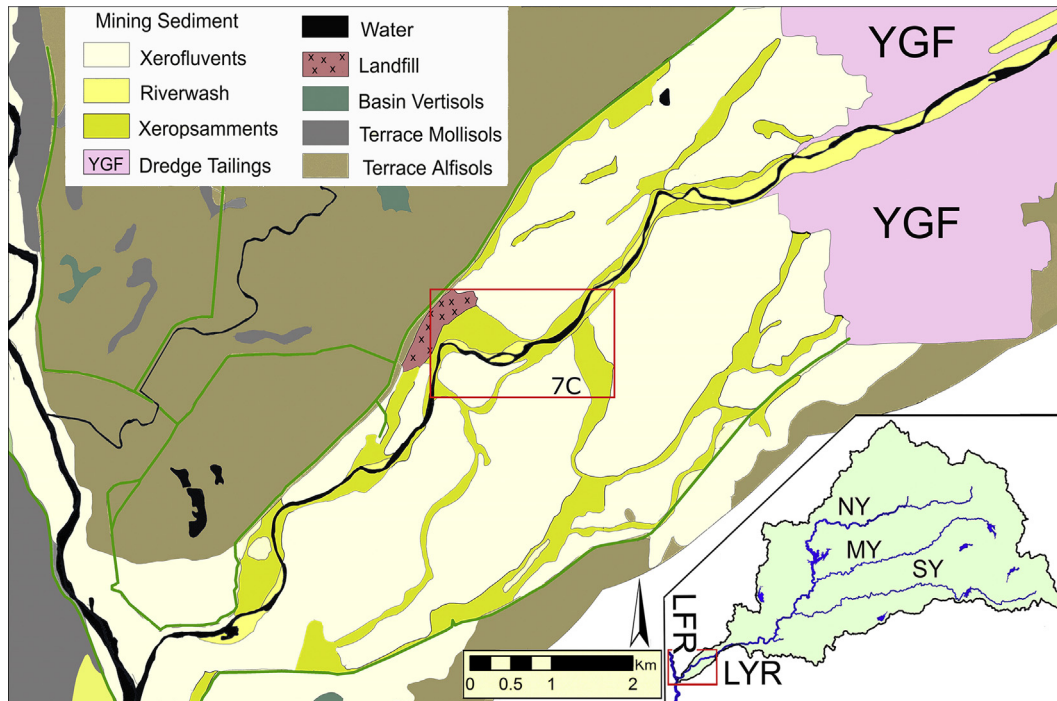 Mining Sediment
Xerofluvents
Riverwash
Xeropsamments
YGF Dredge Tailings
Water
x x x x x x Landfill
Basin Vertisols
Terrace Mollisols
Terrace Alfisols
YGF
YGF
x x x x x x x x x x
7C
Km
0 0.5 1 2
NY
MY
SY
LFR
LYR